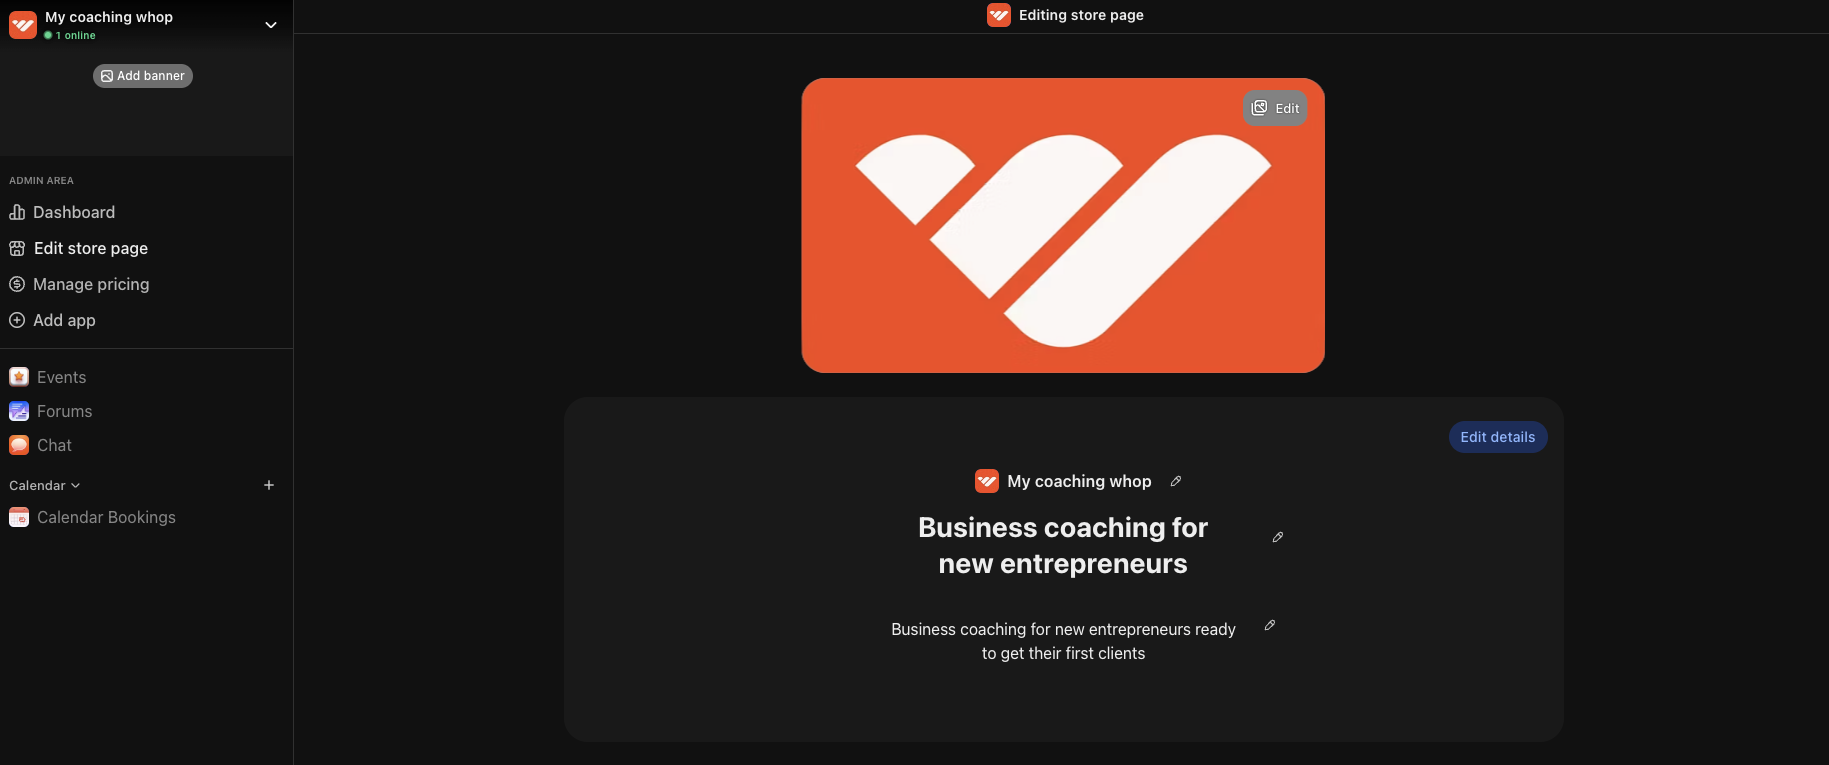 My coaching whop
1 online
Add banner
ADMIN AREA
Dashboard
Edit store page
Manage pricing
Add app
Events
Forums
Chat
Calendar
Calendar Bookings
Editing store page
Edit
Edit details
My coaching whop
Business coaching for
new entrepreneurs
Business coaching for new entrepreneurs ready
to get their first clients